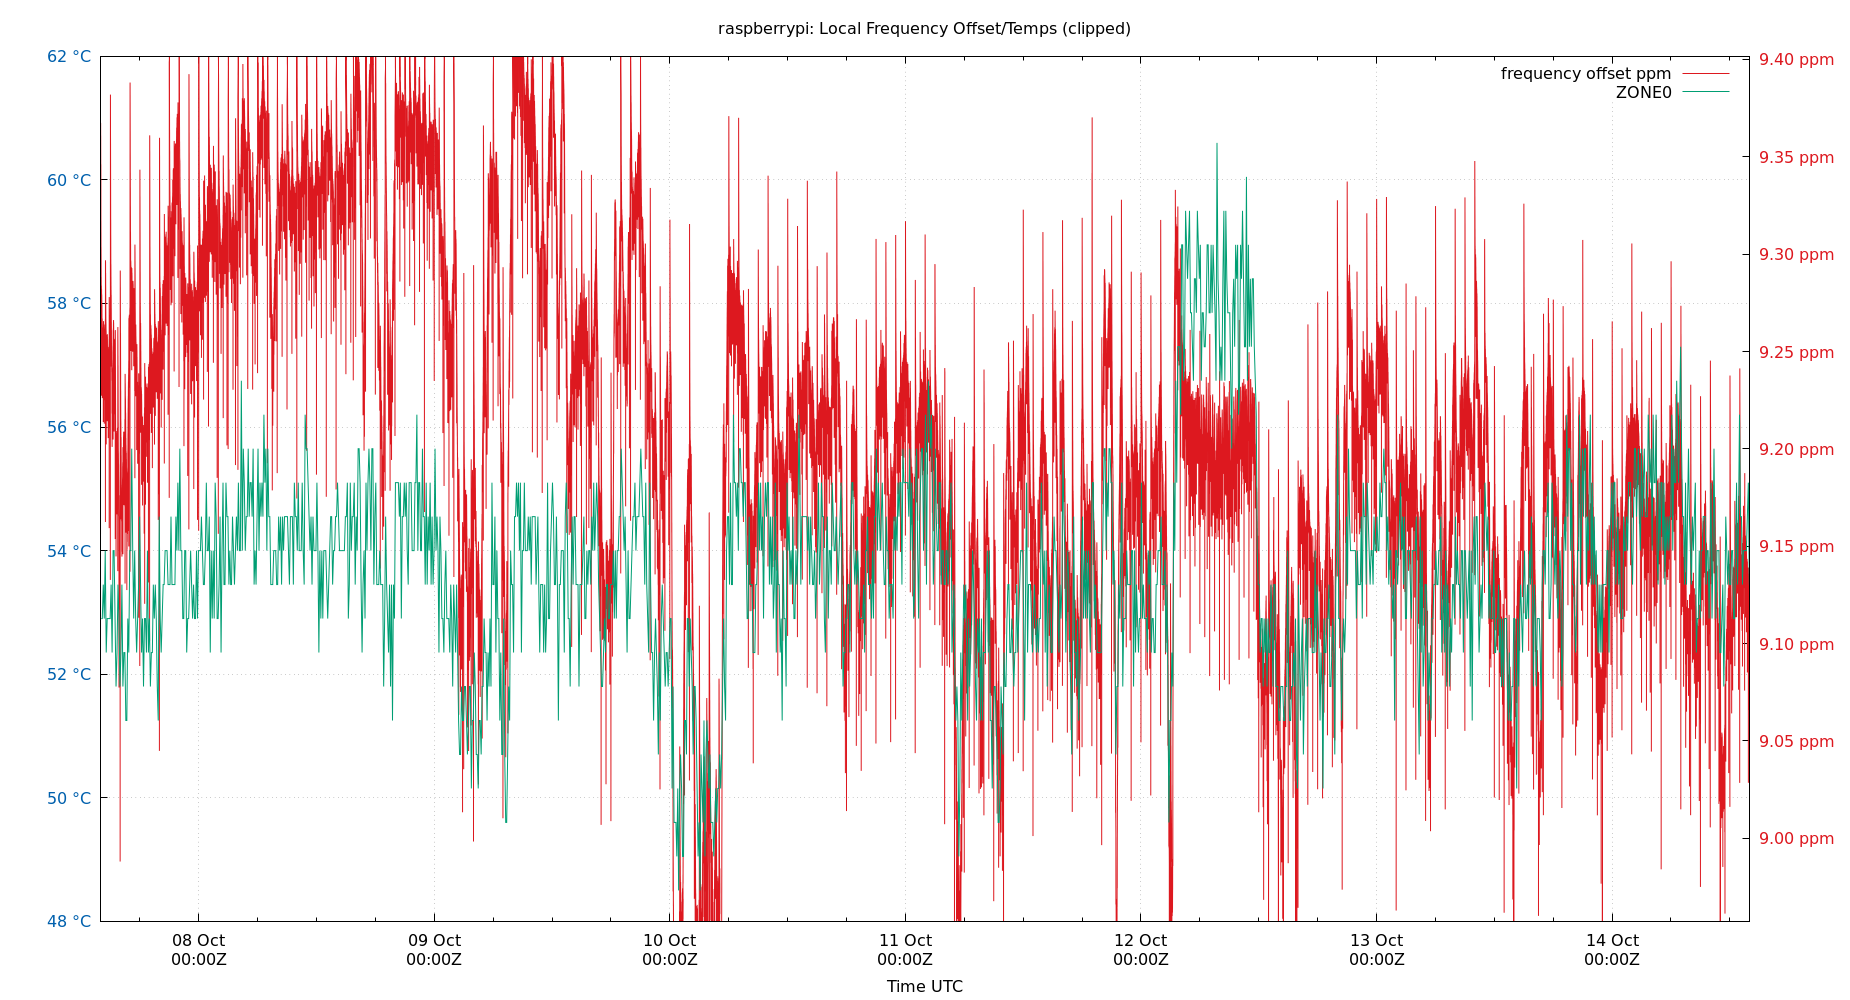 raspberrypi: Local Frequency Offset/Temps (clipped)
62 °C
60 °C
58 °C
56 °C
54 °C
52 °C
50 °C
48 °C
9.40 ppm
9.35 ppm
9.30 ppm
9.25 ppm
9.20 ppm
9.15 ppm
9.10 ppm
9.05 ppm
9.00 ppm
frequency offset ppm
ZONE0
08 Oct 09 Oct 10 Oct 11 Oct 12 Oct 13 Oct 14 Oct
00:00Z 00:00Z 00:00Z 00:00Z 00:00Z 00:00Z 00:00Z
Time UTC